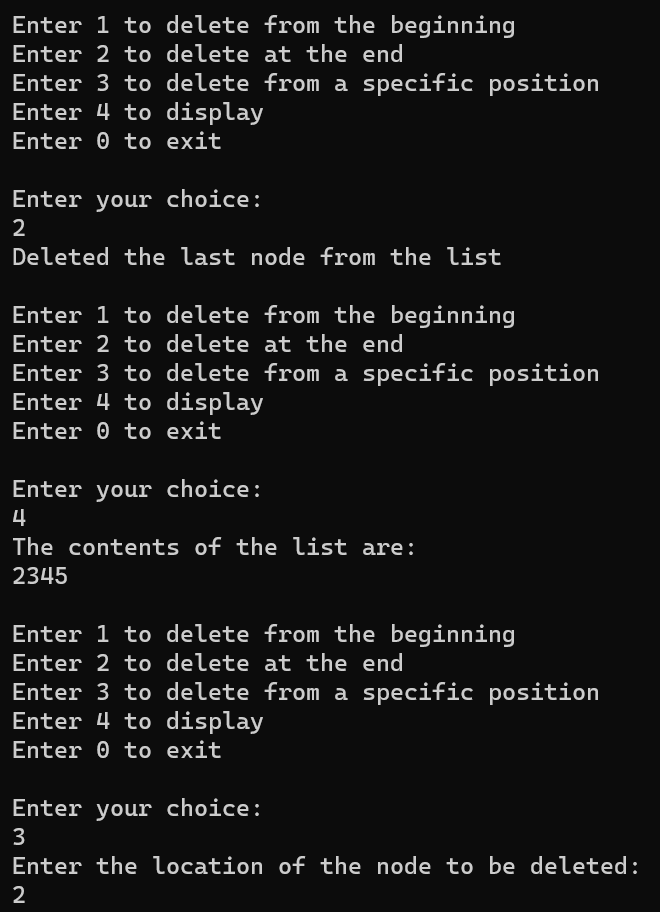 Enter 1 to delete from the beginning
Enter 2 to delete at the end
Enter 3 to delete from a specific position
Enter 4 to display
Enter 0 to exit
Enter your choice:
2
Deleted the last node from the list
Enter 1 to delete from the beginning
Enter 2 to delete at the end
Enter 3 to delete from a specific position
Enter 4 to display
Enter 0 to exit
Enter your choice:
4
The contents of the list are:
2345
Enter 1 to delete from the beginning
Enter 2 to delete at the end
Enter 3 to delete from a specific position
Enter 4 to display
Enter 0 to exit
Enter your choice:
3
Enter the location of the node to be deleted:
2